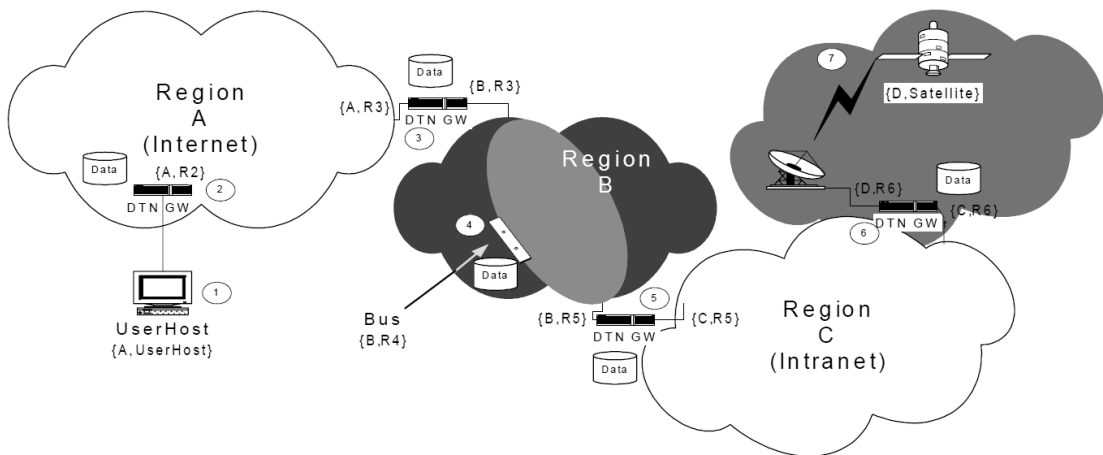 Region
A
(Internet)
Data
{A,R2}
2
DTN GW
1
UserHost
{A,UserHost}
Data
{A,R3}
{B,R3}
DTN GW
3
Region
B
4
Data
Bus
{B,R4}
5
{B,R5}
{C,R5}
DTN GW
Data
7
{D,Satellite}
Data
{D,R6}
{C,R6}
DTN GW
6
Region
C
(Intranet)